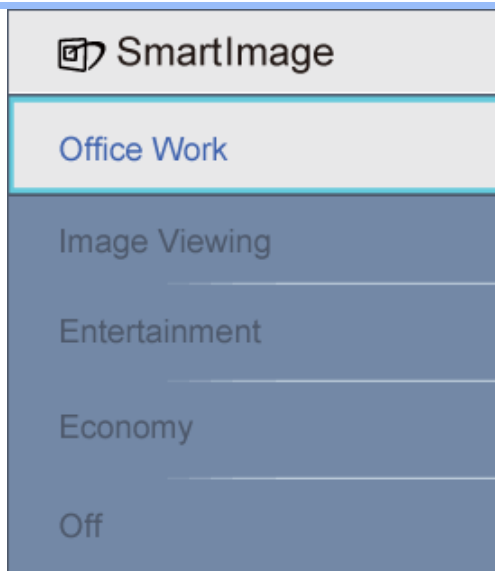 SmartImage
Office Work
Image Viewing
Entertainment
Economy
Off